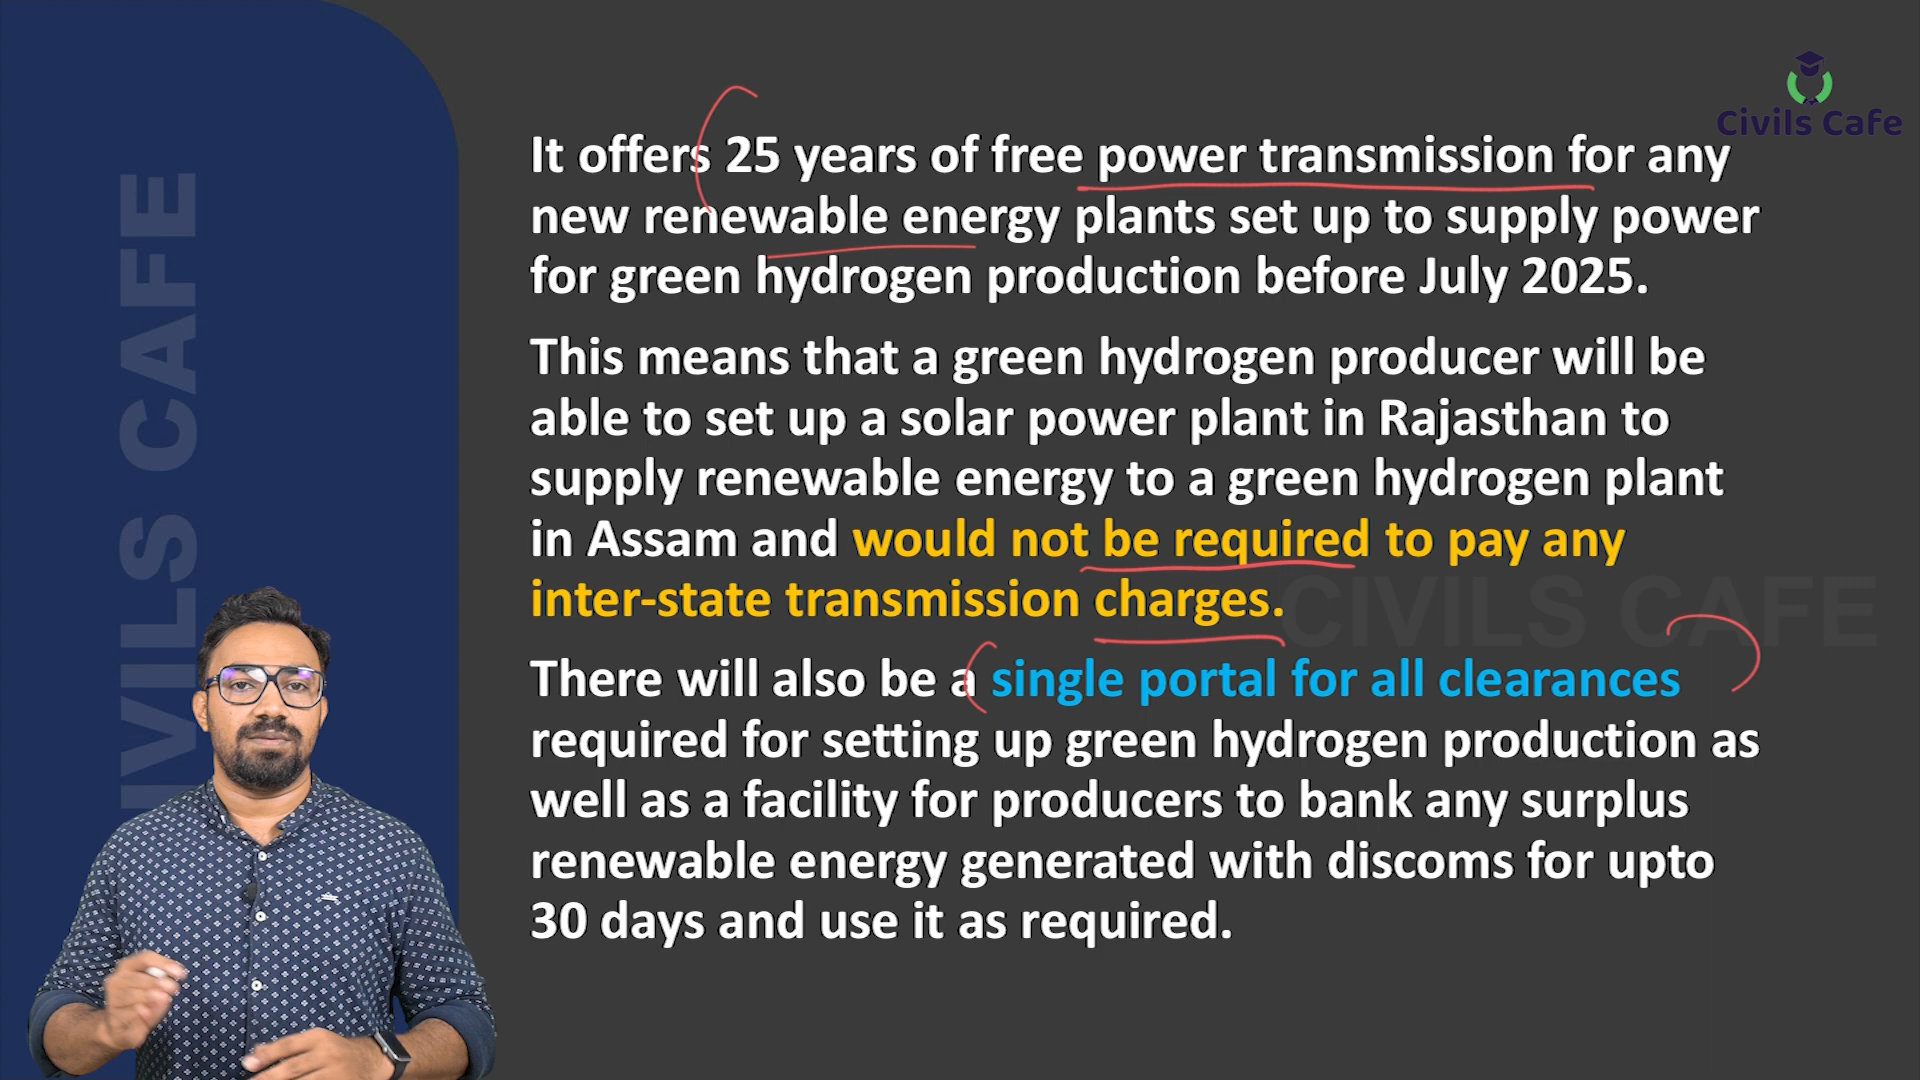 Civils Cafe
It offers 25 years of free power transmission for any
new renewable energy plants set up to supply power
for green hydrogen production before July 2025.
This means that a green hydrogen producer will be
able to set up a solar power plant in Rajasthan to
supply renewable energy to a green hydrogen plant
in Assam and would not be required to pay any
inter-state transmission charges.
There will also be a single portal for all clearances
required for setting up green hydrogen production as
well as a facility for producers to bank any surplus
renewable energy generated with discoms for upto
30 days and use it as required.
CIVILS CAFE
IVILS CAFE